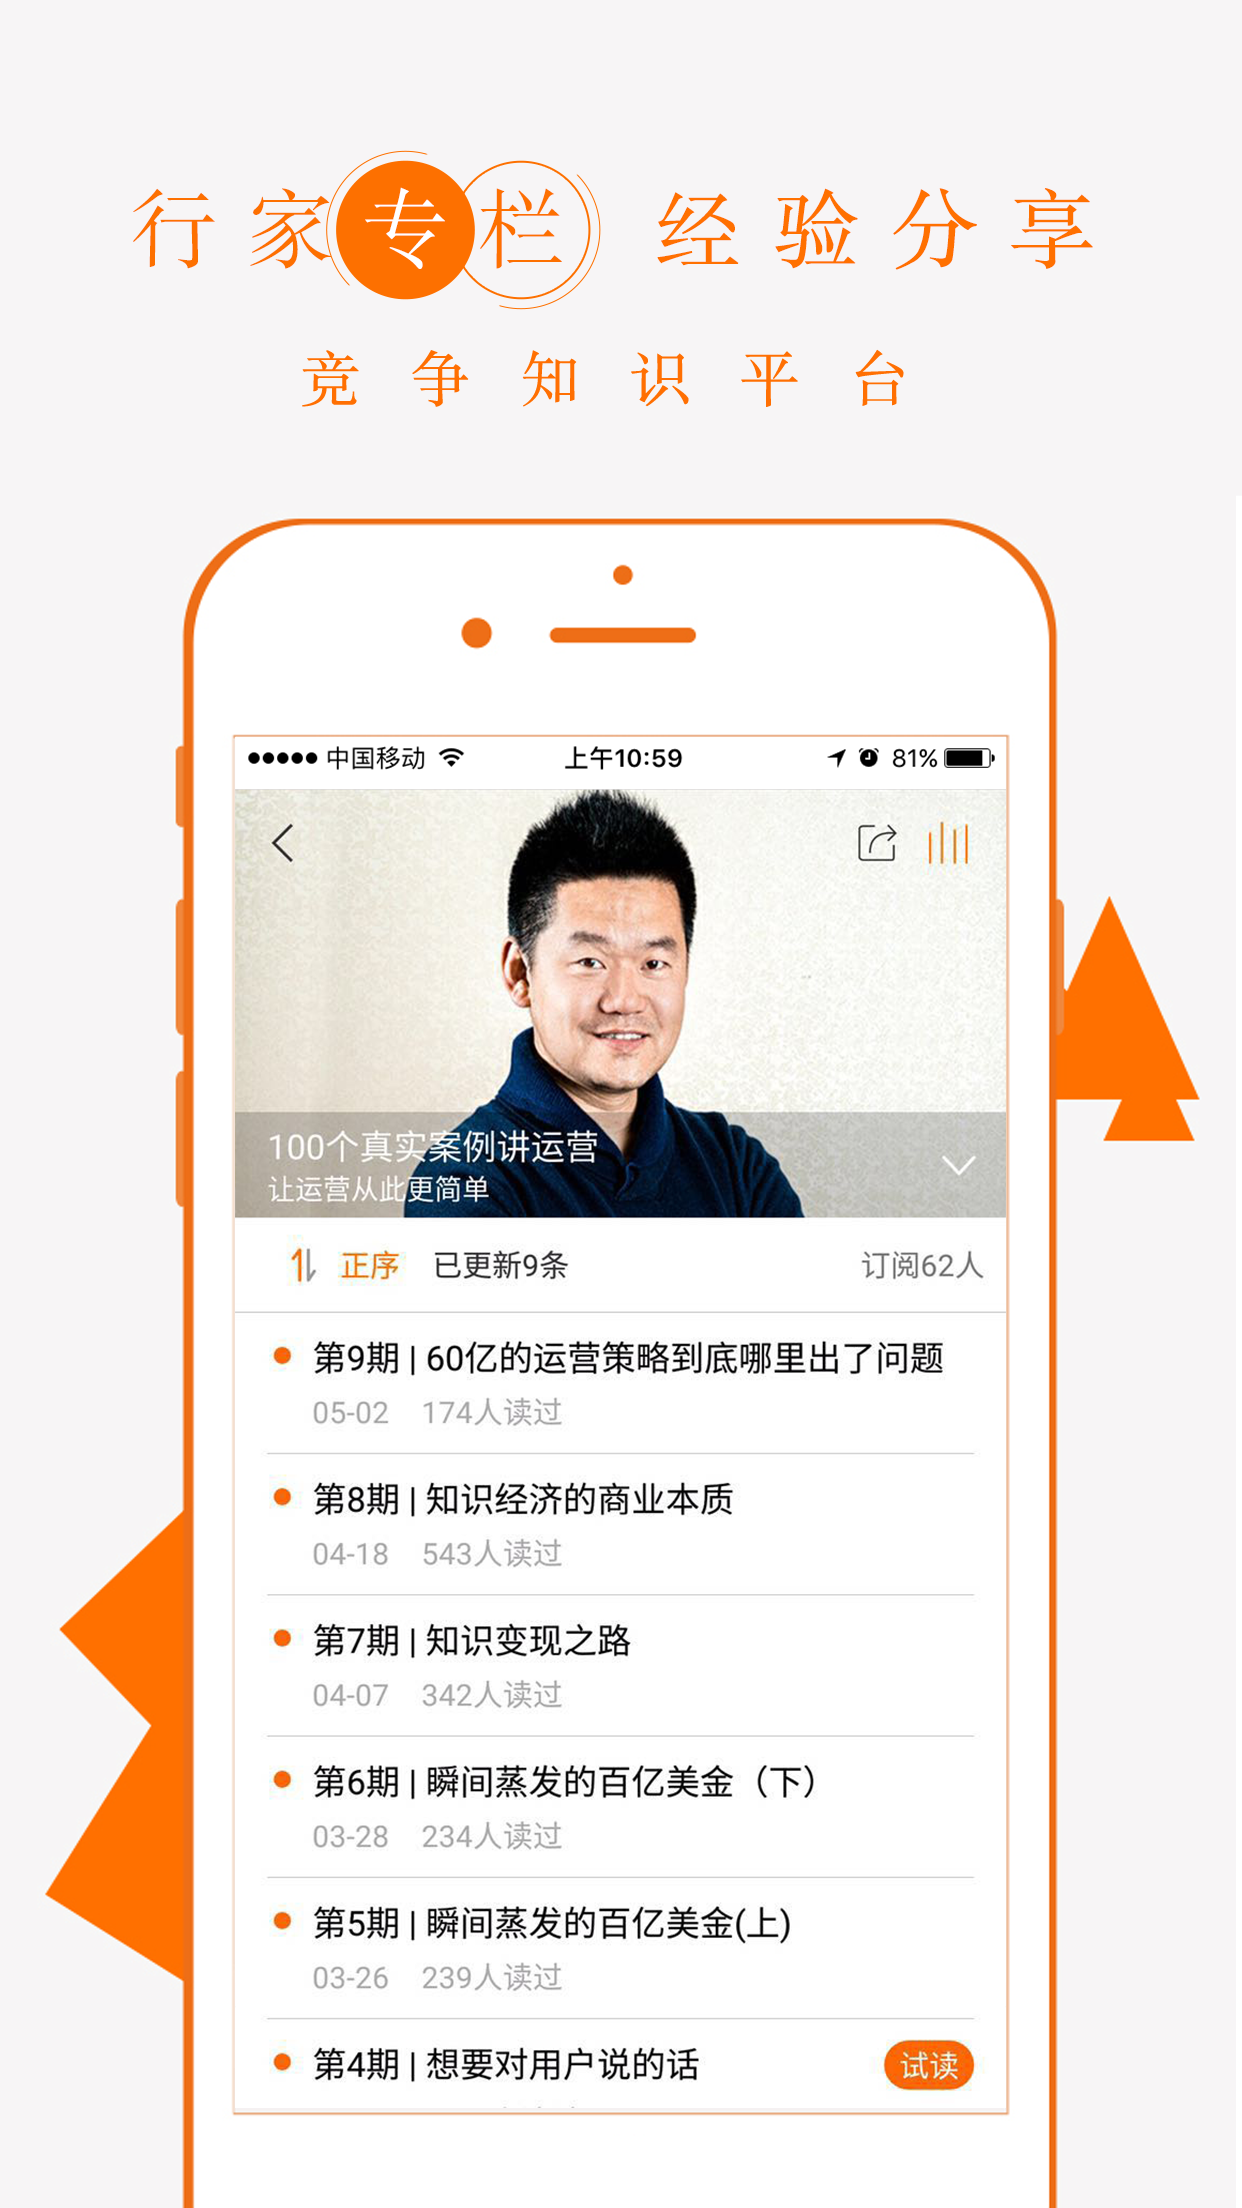 行家专栏 经验分享
竞争知识平台
中国移动 上午10:59 81%
100个真实案例讲运营
让运营从此更简单
正序 已更新9条 订阅62人
第9期 | 60亿的运营策略到底哪里出了问题
05-02 174人读过
第8期 | 知识经济的商业本质
04-18 543人读过
第7期 | 知识变现之路
04-07 342人读过
第6期 | 瞬间蒸发的百亿美金（下）
03-28 234人读过
第5期 | 瞬间蒸发的百亿美金(上)
03-26 239人读过
第4期 | 想要对用户说的话 试读